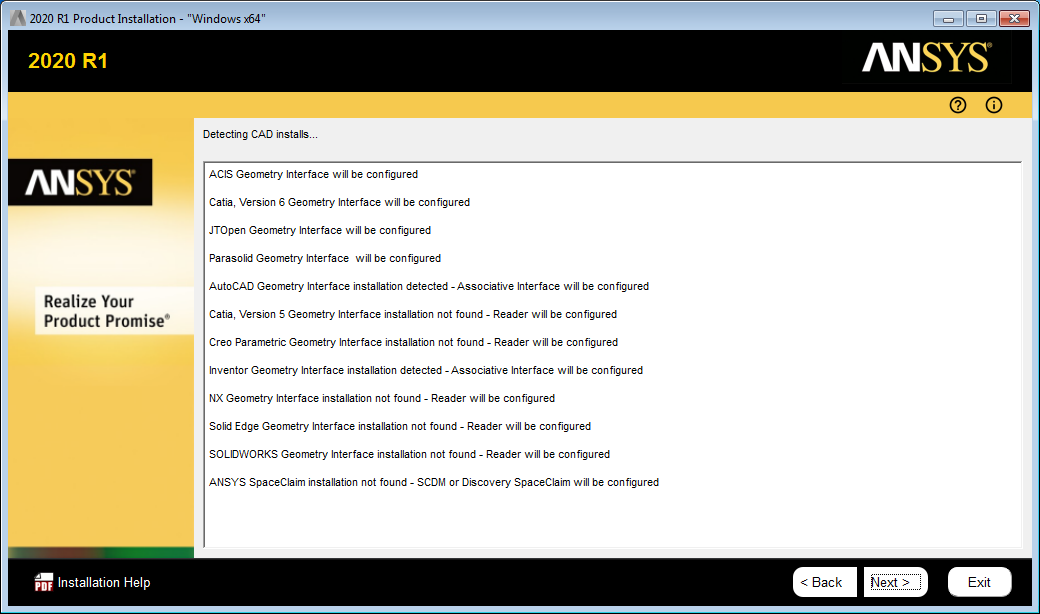 2020 R1 Product Installation - "Windows x64"
2020 R1
ANSYS®
Detecting CAD installs...
ANSYS®
Realize Your
Product Promise®
ACIS Geometry Interface will be configured
Catia, Version 6 Geometry Interface will be configured
JTOpen Geometry Interface will be configured
Parasolid Geometry Interface  will be configured
AutoCAD Geometry Interface installation detected - Associative Interface will be configured
Catia, Version 5 Geometry Interface installation not found - Reader will be configured
Creo Parametric Geometry Interface installation not found - Reader will be configured
Inventor Geometry Interface installation detected - Associative Interface will be configured
NX Geometry Interface installation not found - Reader will be configured
Solid Edge Geometry Interface installation not found - Reader will be configured
SOLIDWORKS Geometry Interface installation not found - Reader will be configured
ANSYS SpaceClaim installation not found - SCDM or Discovery SpaceClaim will be configured
PDF Installation Help
< Back Next > Exit